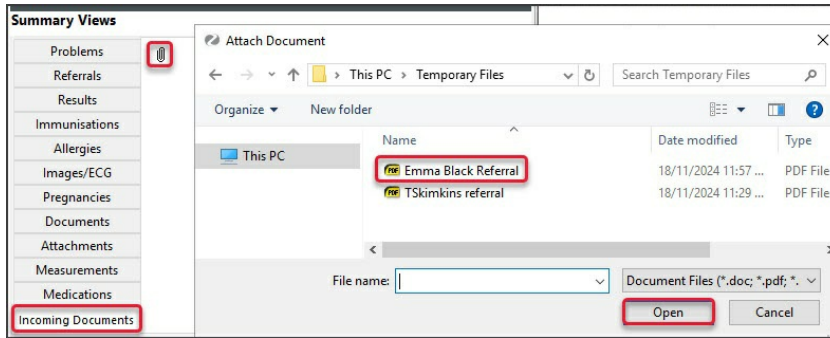 Summary Views
Problems
Referrals
Results
Immunisations
Allergies
Images/ECG
Pregnancies
Documents
Attachments
Measurements
Medications
Incoming Documents
Attach Document
This PC > Temporary Files
Search Temporary Files
Organize
New folder
This PC
Name
Date modified
Type
PDF Emma Black Referral
18/11/2024 11:57 ...
PDF File
PDF TSkimkins referral
18/11/2024 11:29 ...
PDF File
File name:
Document Files (*.doc; *.pdf; *.
Open
Cancel